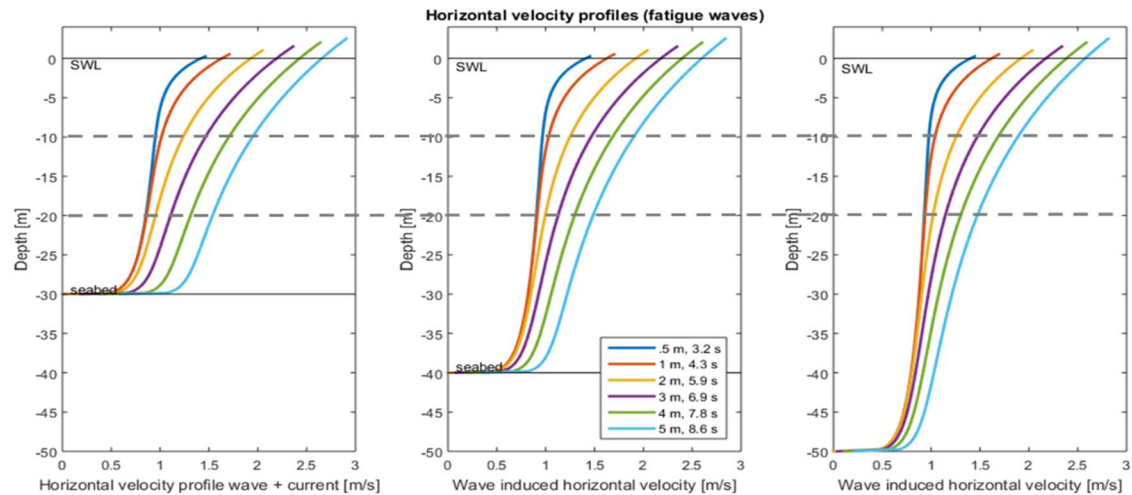 Horizontal velocity profiles (fatigue waves)
0
-5
-10
-15
-20
-25
-30
-35
-40
-45
-50
Depth [m]
SWL
seabed
0 0.5 1 1.5 2 2.5 3
Horizontal velocity profile wave + current [m/s]
0
-5
-10
-15
-20
-25
-30
-35
-40
-45
-50
Depth [m]
SWL
seabed
.5 m, 3.2 s
1 m, 4.3 s
2 m, 5.9 s
3 m, 6.9 s
4 m, 7.8 s
5 m, 8.6 s
0 0.5 1 1.5 2 2.5 3
Wave induced horizontal velocity [m/s]
0
-5
-10
-15
-20
-25
-30
-35
-40
-45
-50
Depth [m]
SWL
0 0.5 1 1.5 2 2.5 3
Wave induced horizontal velocity [m/s]